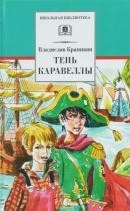 ШКОЛЬНАЯ БИБЛИОТЕКА
Владислав Крапивин
ТЕНЬ
КАРАВЕЛЛЫ